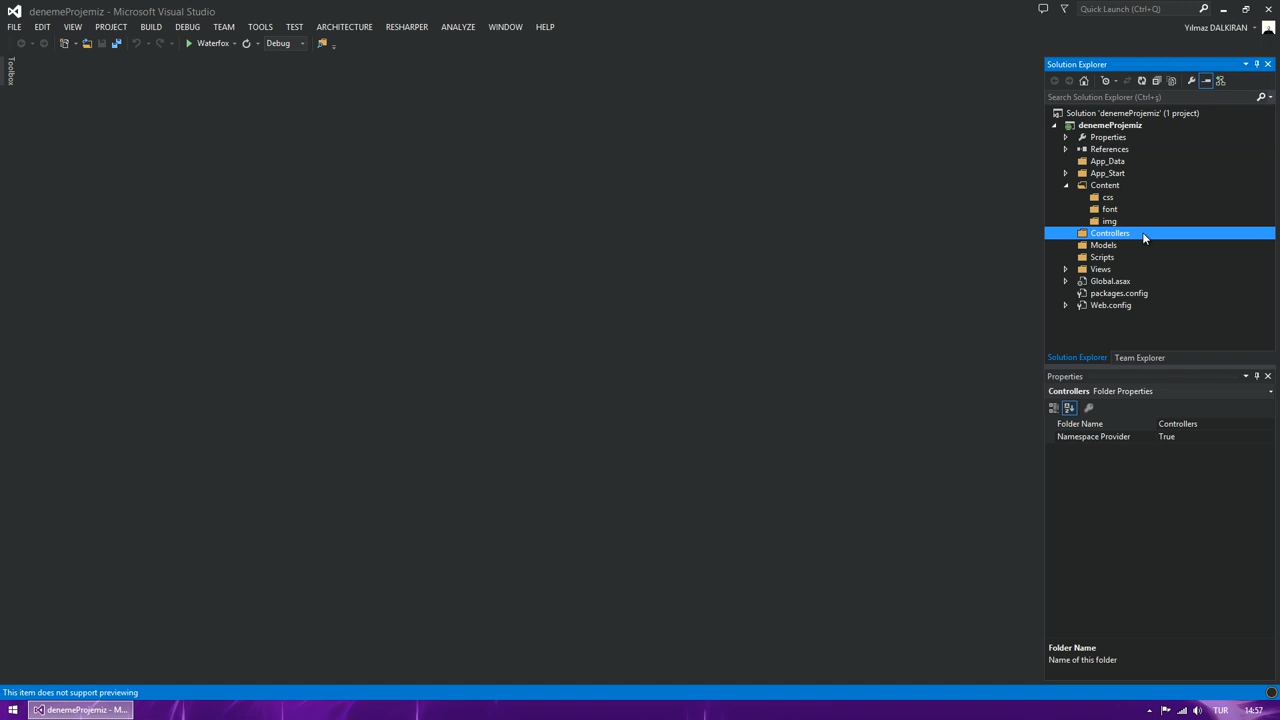 denemeProjemiz - Microsoft Visual Studio
Quick Launch (Ctrl+Q)
FILE EDIT VIEW PROJECT BUILD DEBUG TEAM TOOLS TEST ARCHITECTURE RESHARPER ANALYZE WINDOW HELP
Yılmaz DALKIRAN
Waterfox Debug
Toolbox
Solution Explorer
Search Solution Explorer (Ctrl+ş)
Solution 'denemeProjemiz' (1 project)
denemeProjemiz
Properties
References
App_Data
App_Start
Content
css
font
img
Controllers
Models
Scripts
Views
Global.asax
packages.config
Web.config
Solution Explorer Team Explorer
Properties
Controllers Folder Properties
Folder Name Controllers
Namespace Provider True
Folder Name
Name of this folder
This item does not support previewing
denemeProjemiz - M...
TUR 14:57